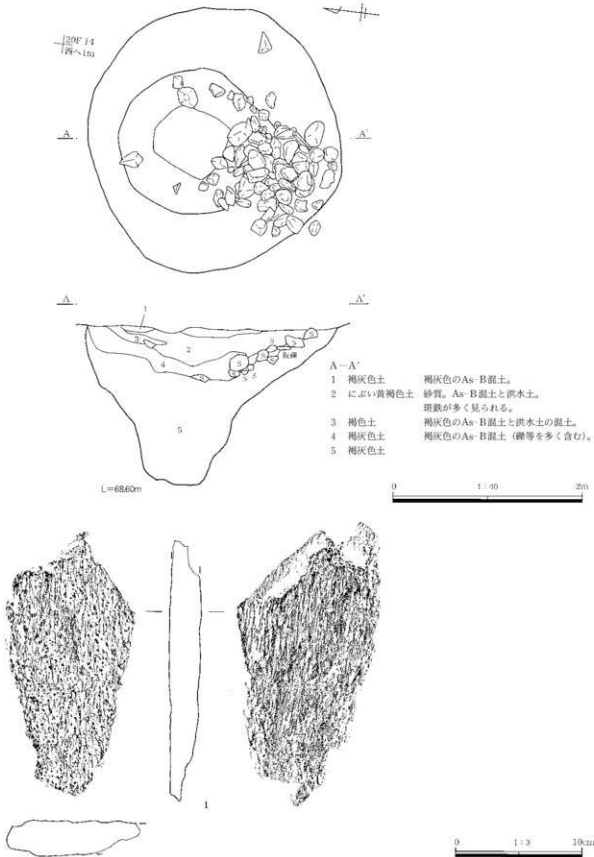 20F 14
西へ1m
A A'
A A'
1
3 2 S
4 S S 板碑
S S S
5
L=68.60m
A-A'
1 褐灰色土 褐灰色のAs-B混土。
2 にぶい黄褐色土 砂質。As-B混土と洪水土。
斑鉄が多く見られる。
3 褐色土 褐灰色のAs-B混土と洪水土の混土。
4 褐灰色土 褐灰色のAs-B混土(礫等を多く含む)。
5 褐灰色土
0 1:40 2m
1
0 1:3 10cm